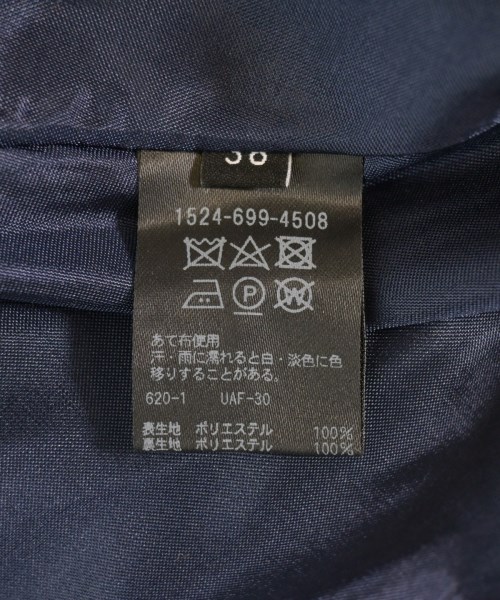 38
1524-699-4508
P W
あて布使用
汗・雨に濡れると白・淡色に色
移りすることがある。
620-1 UAF-30
表生地 ポリエステル 100%
裏生地 ポリエステル 100%